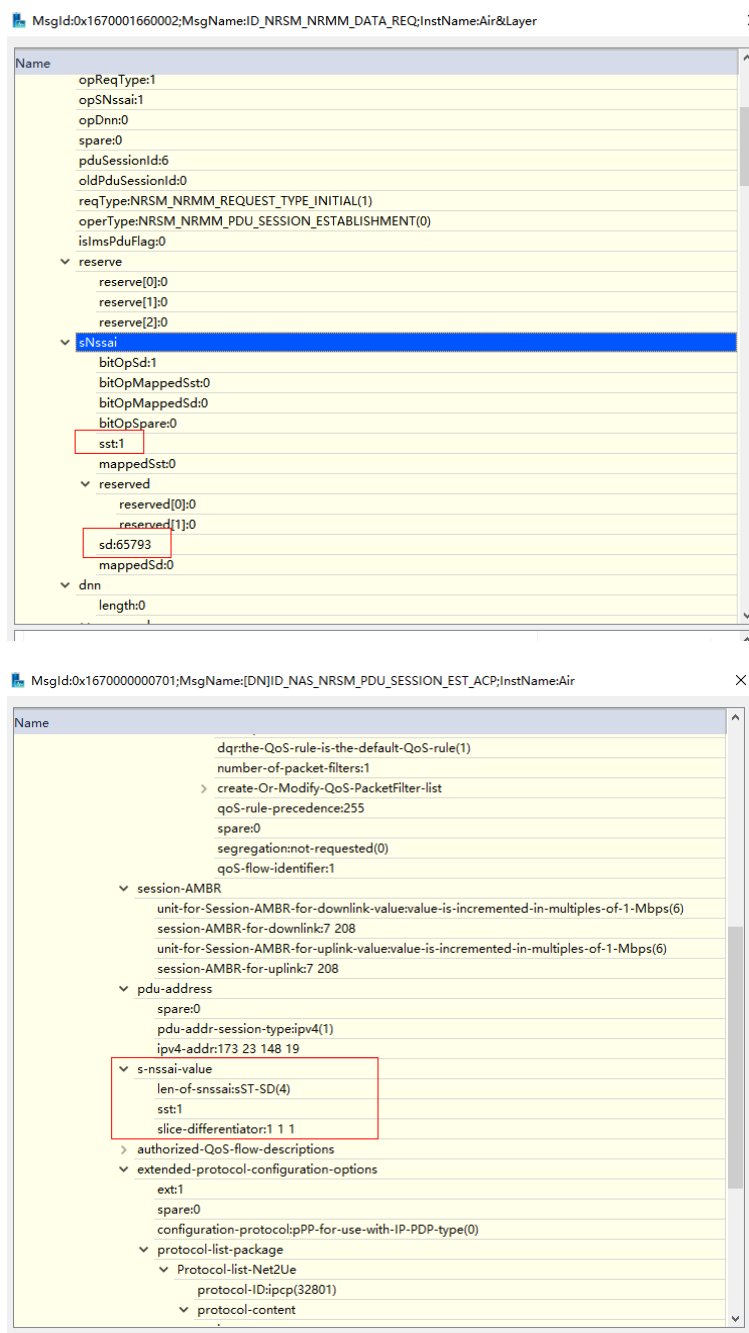 MsgId:0x1670001660002;MsgName:ID_NRSM_NRMM_DATA_REQ;InstName:Air&Layer
Name
opReqType:1
opSNssai:1
opDnn:0
spare:0
pduSessionId:6
oldPduSessionId:0
reqType:NRSM_NRMM_REQUEST_TYPE_INITIAL(1)
operType:NRSM_NRMM_PDU_SESSION_ESTABLISHMENT(0)
isImsPduFlag:0
reserve
reserve[0]:0
reserve[1]:0
reserve[2]:0
sNssai
bitOpSd:1
bitOpMappedSst:0
bitOpMappedSd:0
bitOpSpare:0
sst:1
mappedSst:0
reserved
reserved[0]:0
reserved[1]:0
sd:65793
mappedSd:0
dnn
length:0
MsgId:0x1670000000701;MsgName:[DN]ID_NAS_NRSM_PDU_SESSION_EST_ACP;InstName:Air
Name
dqr:the-QoS-rule-is-the-default-QoS-rule(1)
number-of-packet-filters:1
create-Or-Modify-QoS-PacketFilter-list
qoS-rule-precedence:255
spare:0
segregation:not-requested(0)
qoS-flow-identifier:1
session-AMBR
unit-for-Session-AMBR-for-downlink-value:value-is-incremented-in-multiples-of-1-Mbps(6)
session-AMBR-for-downlink:7 208
unit-for-Session-AMBR-for-uplink-value:value-is-incremented-in-multiples-of-1-Mbps(6)
session-AMBR-for-uplink:7 208
pdu-address
spare:0
pdu-addr-session-type:ipv4(1)
ipv4-addr:173 23 148 19
s-nssai-value
len-of-snssai:sST-SD(4)
sst:1
slice-differentiator:1 1 1
authorized-QoS-flow-descriptions
extended-protocol-configuration-options
ext:1
spare:0
configuration-protocol:pPP-for-use-with-IP-PDP-type(0)
protocol-list-package
Protocol-list-Net2Ue
protocol-ID:ipcp(32801)
protocol-content